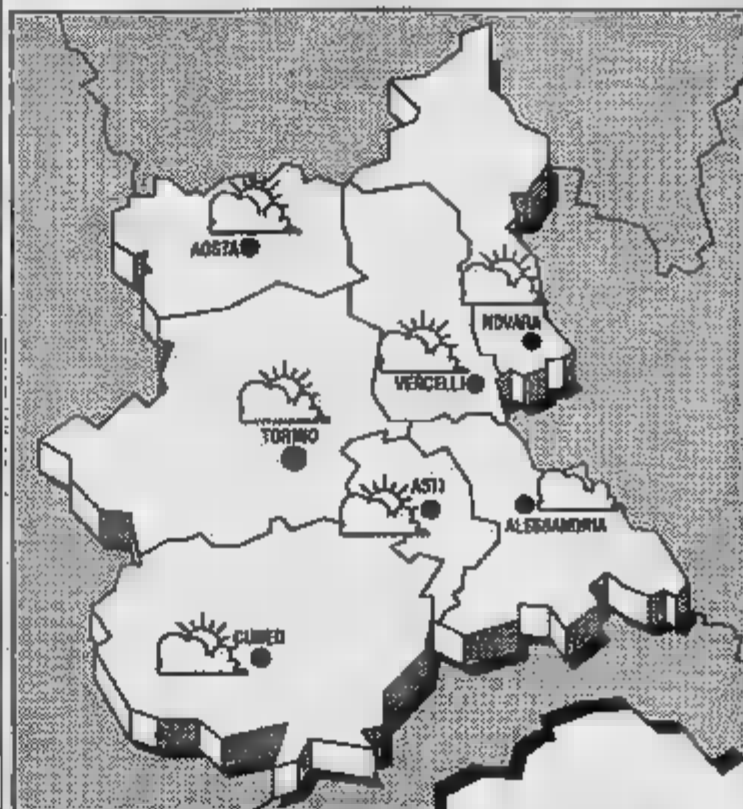 AOSTA
NOVARA
VERCELLI
TORINO
ASTI
ALESSANDRIA
CUNEO